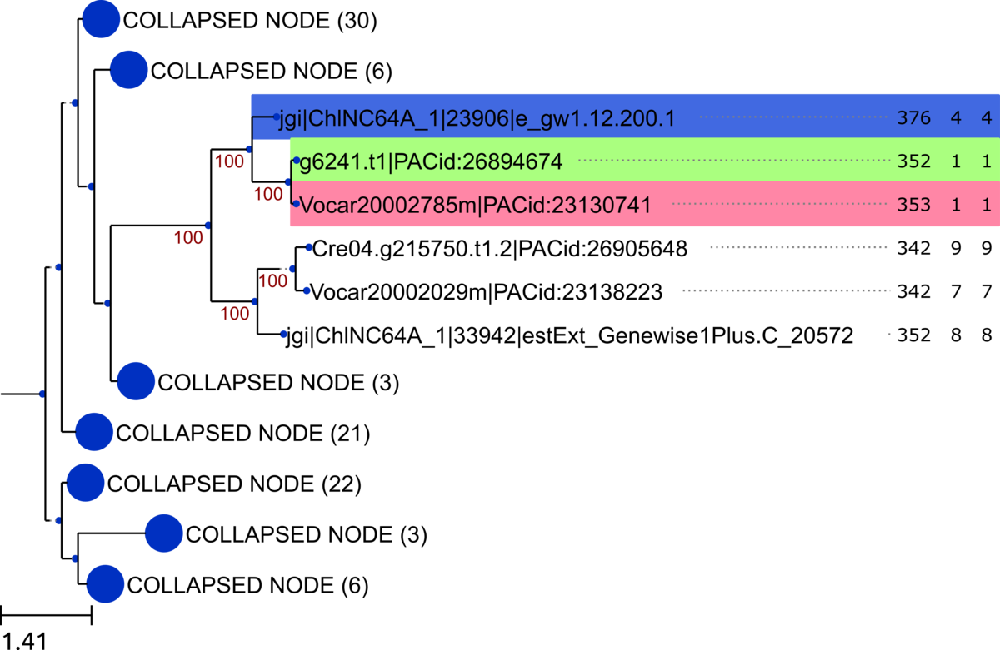 COLLAPSED NODE (30)
COLLAPSED NODE (6)
jgi|ChlNC64A_1|23906|e_gw1.12.200.1 376 4 4
100
g6241.t1|PACid:26894674 352 1 1
100
Vocar20002785m|PACid:23130741 353 1 1
100
Cre04.g215750.t1.2|PACid:26905648 342 9 9
100
Vocar20002029m|PACid:23138223 342 7 7
100
jgi|ChlNC64A_1|33942|estExt_Genewise1Plus.C_20572 352 8 8
COLLAPSED NODE (3)
COLLAPSED NODE (21)
COLLAPSED NODE (22)
COLLAPSED NODE (3)
COLLAPSED NODE (6)
1.41